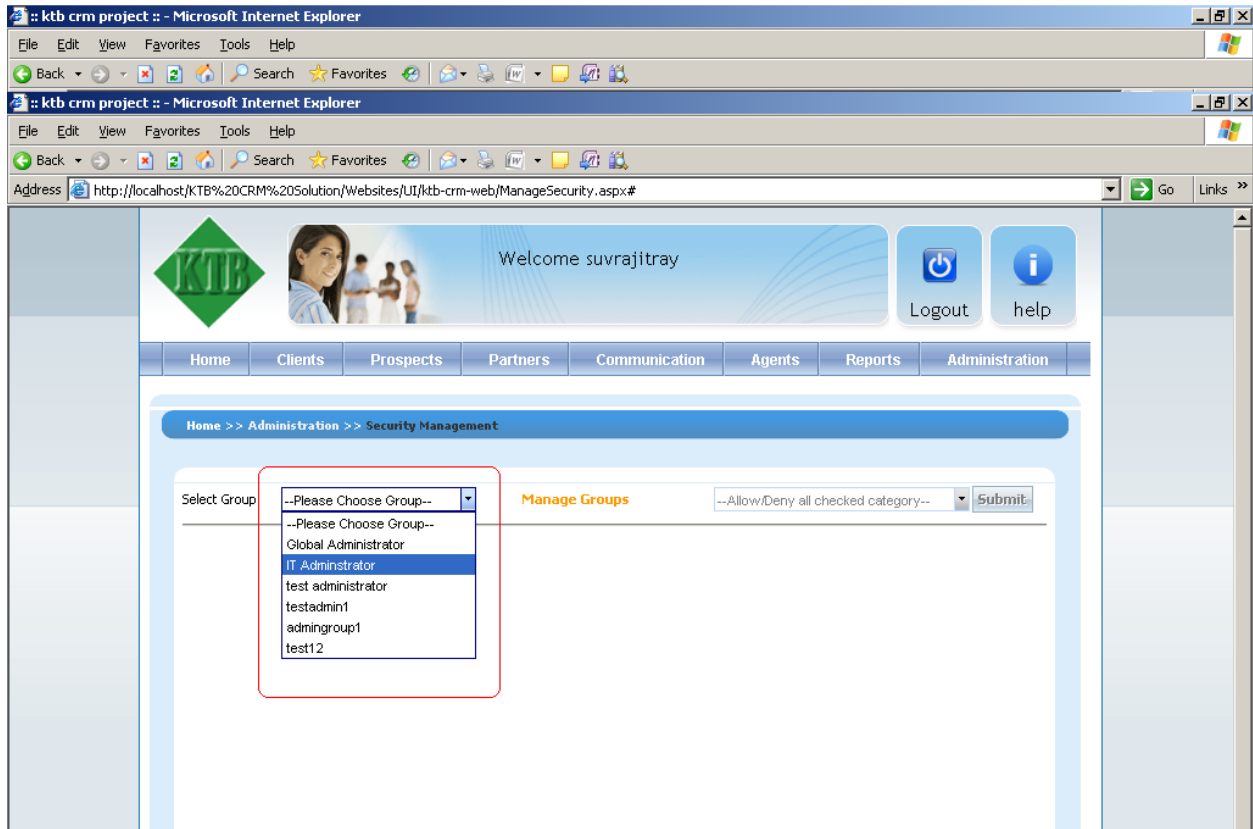 :: ktb crm project :: - Microsoft Internet Explorer
File Edit View Favorites Tools Help
Back Search Favorites
:: ktb crm project :: - Microsoft Internet Explorer
File Edit View Favorites Tools Help
Back Search Favorites
Address http://localhost/KTB%20CRM%20Solution/Websites/UI/ktb-crm-web/ManageSecurity.aspx# Go Links »
KTB Welcome suvrajitray Logout help
Home Clients Prospects Partners Communication Agents Reports Administration
Home >> Administration >> Security Management
Select Group --Please Choose Group-- Manage Groups --Allow/Deny all checked category-- Submit
--Please Choose Group--
Global Administrator
IT Adminstrator
test administrator
testadmin1
admingroup1
test12